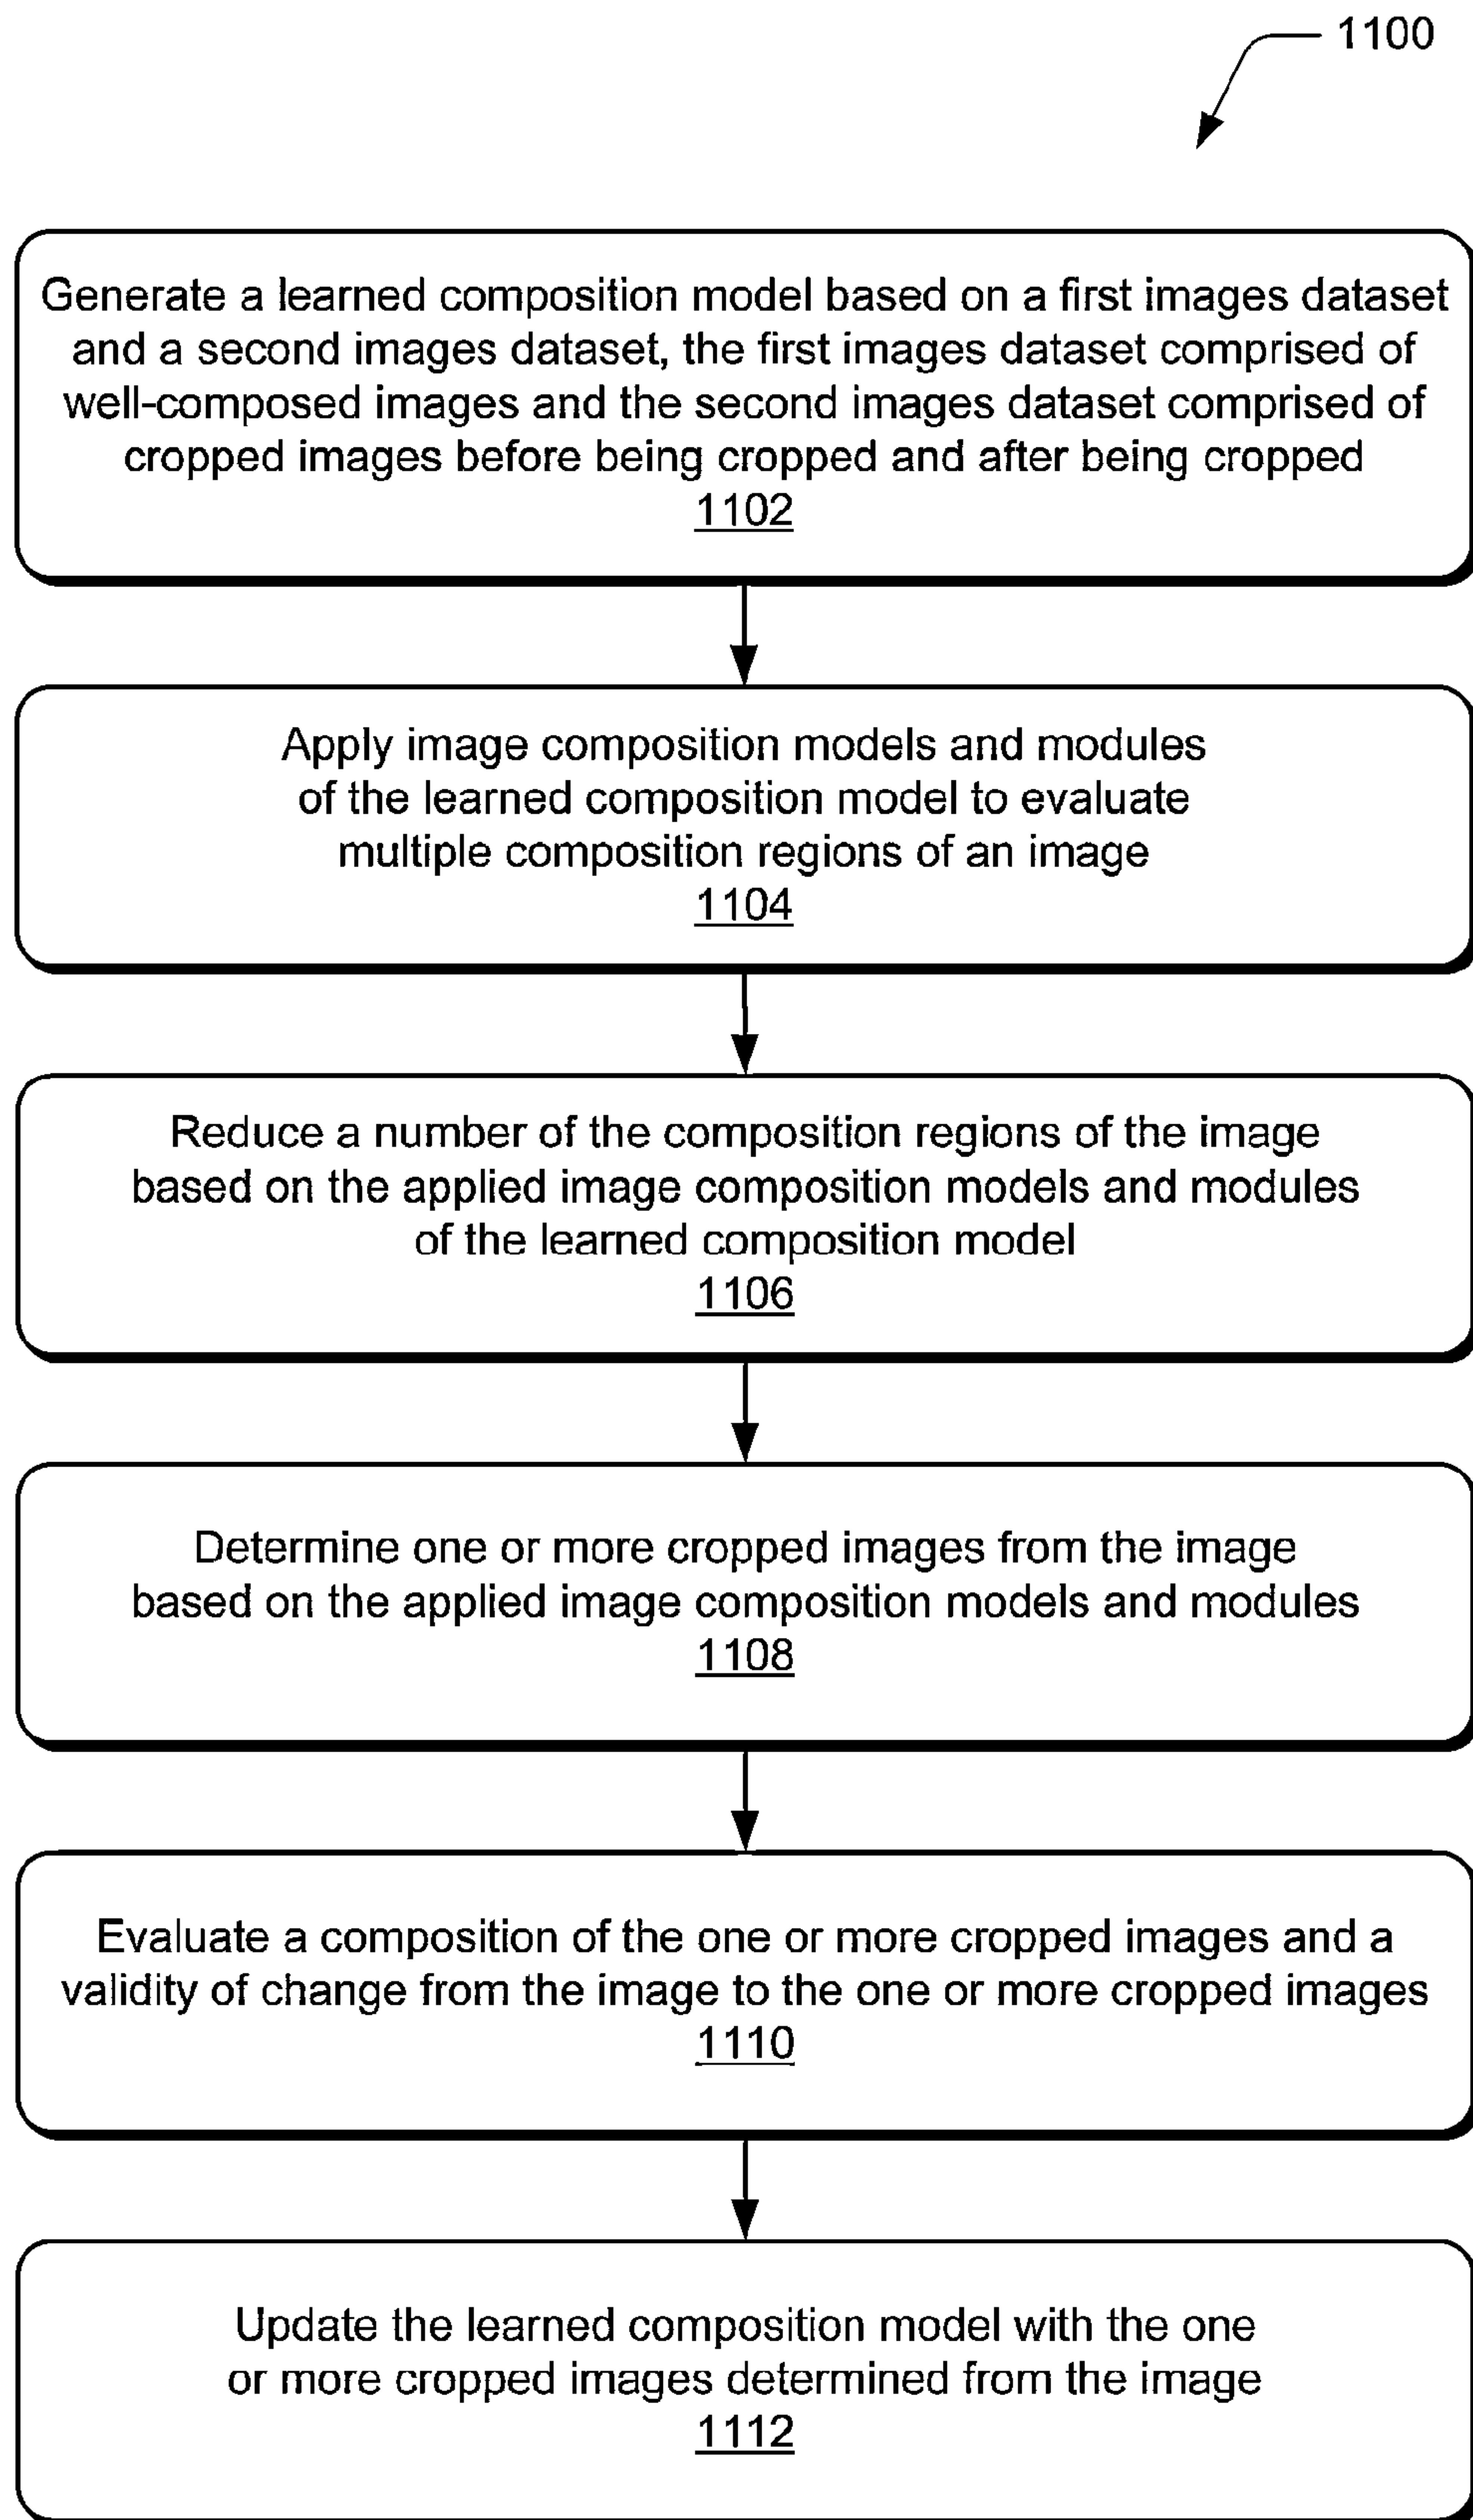 1100
Generate a learned composition model based on a first images dataset
and a second images dataset, the first images dataset comprised of
well-composed images and the second images dataset comprised of
cropped images before being cropped and after being cropped
1102
Apply image composition models and modules
of the learned composition model to evaluate
multiple composition regions of an image
1104
Reduce a number of the composition regions of the image
based on the applied image composition models and modules
of the learned composition model
1106
Determine one or more cropped images from the image
based on the applied image composition models and modules
1108
Evaluate a composition of the one or more cropped images and a
validity of change from the image to the one or more cropped images
1110
Update the learned composition model with the one
or more cropped images determined from the image
1112